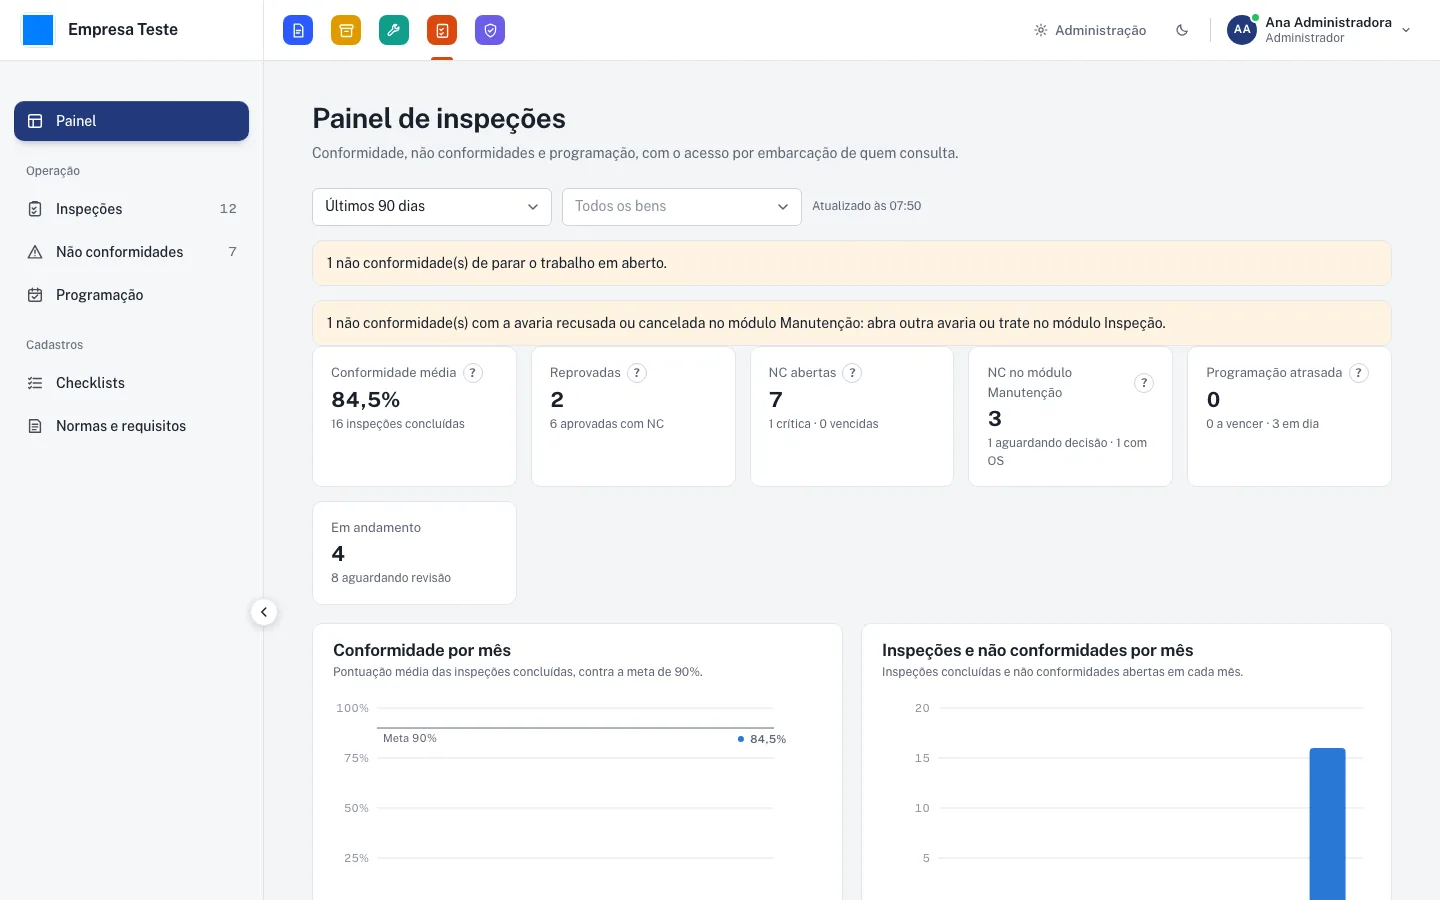 Empresa Teste
Administração
AA
Ana Administradora
Administrador
Painel
Operação
Inspeções 12
Não conformidades 7
Programação
Cadastros
Checklists
Normas e requisitos
Painel de inspeções
Conformidade, não conformidades e programação, com o acesso por embarcação de quem consulta.
Últimos 90 dias
Todos os bens
Atualizado às 07:50
1 não conformidade(s) de parar o trabalho em aberto.
1 não conformidade(s) com a avaria recusada ou cancelada no módulo Manutenção: abra outra avaria ou trate no módulo Inspeção.
Conformidade média ?
84,5%
16 inspeções concluídas
Reprovadas ?
2
6 aprovadas com NC
NC abertas ?
7
1 crítica · 0 vencidas
NC no módulo
Manutenção ?
3
1 aguardando decisão · 1 com
OS
Programação atrasada ?
0
0 a vencer · 3 em dia
Em andamento
4
8 aguardando revisão
Conformidade por mês
Pontuação média das inspeções concluídas, contra a meta de 90%.
100%
Meta 90%
84,5%
75%
50%
25%
Inspeções e não conformidades por mês
Inspeções concluídas e não conformidades abertas em cada mês.
20
15
10
5